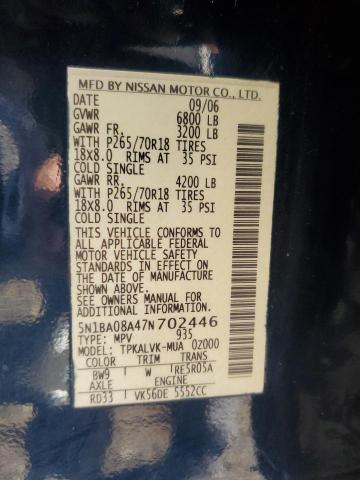 MFD BY NISSAN MOTOR CO., LTD.
DATE 09/06
GVWR 6800 LB
GAWR FR. 3200 LB
WITH P265/70R18 TIRES
18x8.0 RIMS AT 35 PSI
COLD SINGLE
GAWR RR. 4200 LB
WITH P265/70R18 TIRES
18x8.0 RIMS AT 35 PSI
COLD SINGLE
THIS VEHICLE CONFORMS TO
ALL APPLICABLE FEDERAL
MOTOR VEHICLE SAFETY
STANDARDS IN EFFECT ON
THE DATE OF MANUFACTURE
SHOWN ABOVE.
SEE OWNER'S MANUAL FOR
ADDITIONAL INFORMATION
5N1BA08A47N702446
TYPE: MPV 935
MODEL: TPKALVK-MUA 02000
COLOR TRIM TRANS
BW9 W RE5R05A
AXLE ENGINE
RD33 VK56DE 5552CC